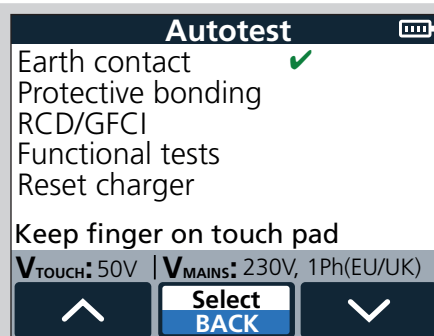 Autotest
Earth contact ✔
Protective bonding
RCD/GFCI
Functional tests
Reset charger
Keep finger on touch pad
VTOUCH: 50V | VMAINS: 230V, 1Ph(EU/UK)
Select
BACK